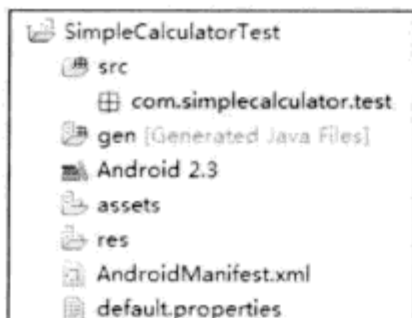 SimpleCalculatorTest
src
com.simplecalculator.test
gen [Generated Java Files]
Android 2.3
assets
res
AndroidManifest.xml
default.properties